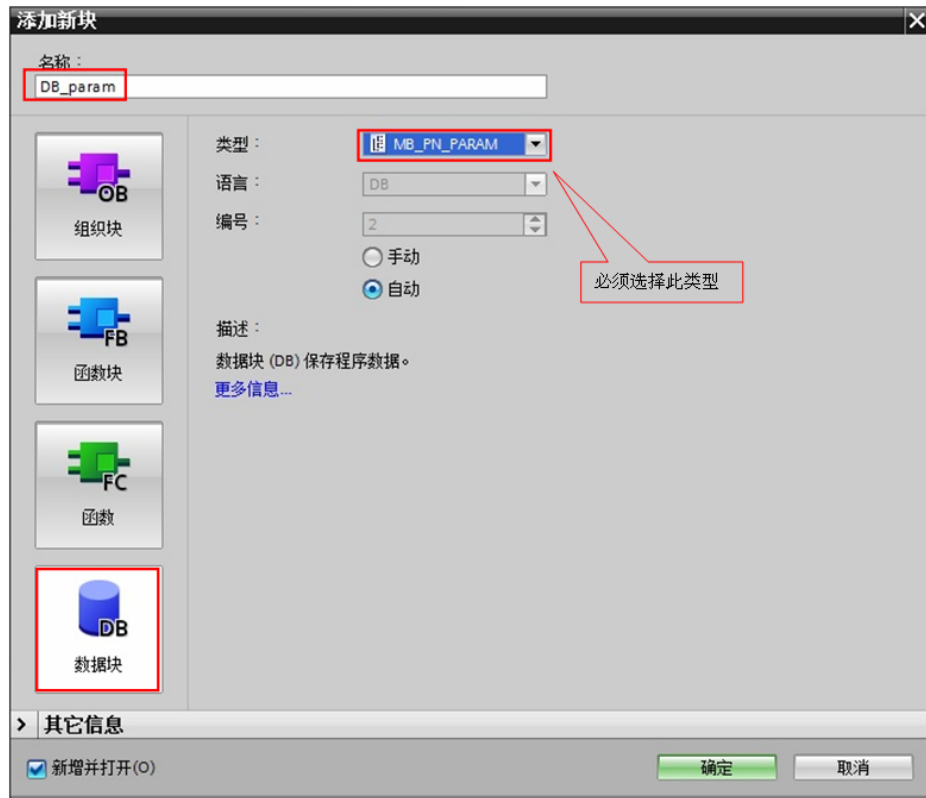 添加新块
名称：
DB_param
OB
组织块
FB
函数块
FC
函数
DB
数据块
类型：
MB_PN_PARAM
语言：
DB
编号：
2
手动
自动
必须选择此类型
描述：
数据块 (DB) 保存程序数据。
更多信息...
其它信息
新增并打开(O)
确定
取消